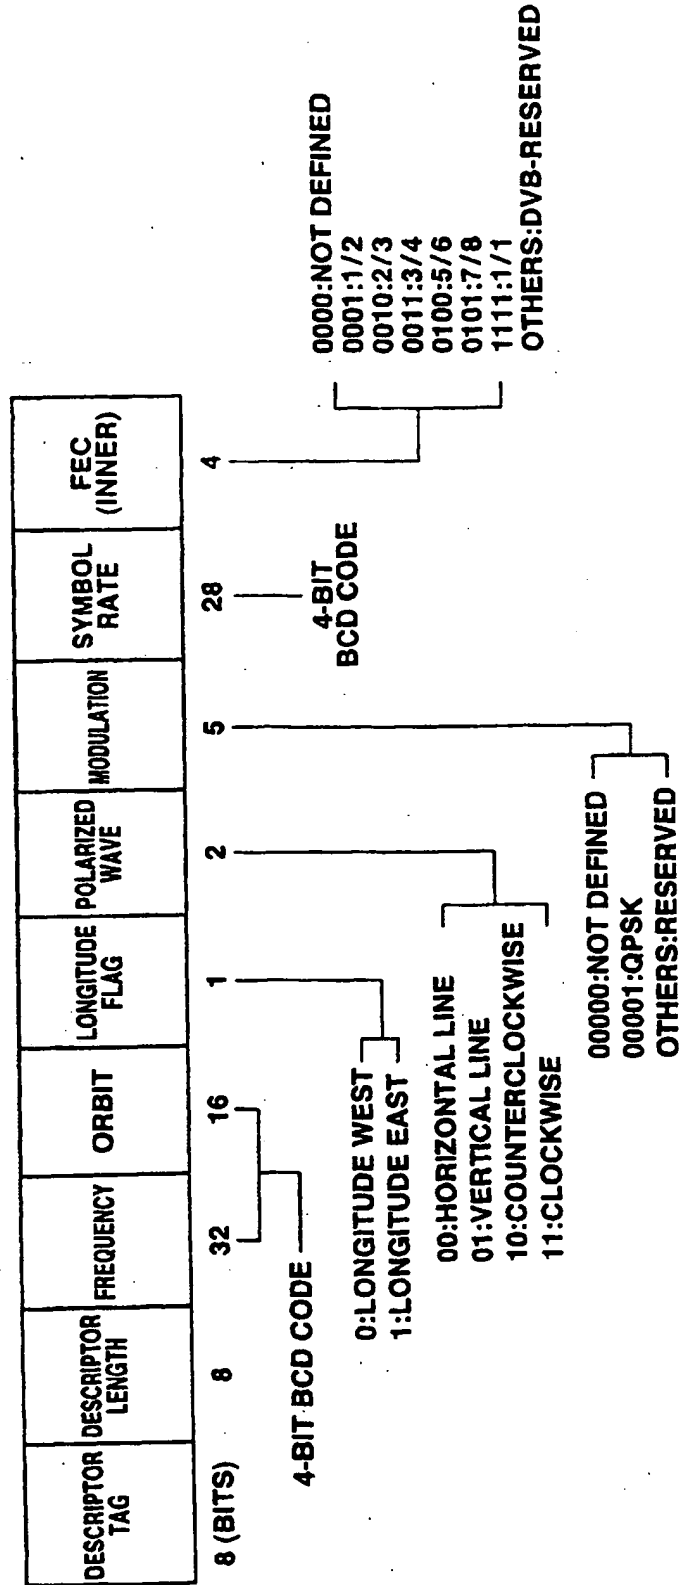 DESCRIPTOR
TAG
DESCRIPTOR
LENGTH
FREQUENCY
ORBIT
LONGITUDE
FLAG
POLARIZED
WAVE
MODULATION
SYMBOL
RATE
FEC
(INNER)
8 (BITS)
8
32
16
1
2
5
28
4
4-BIT BCD CODE
0:LONGITUDE WEST
1:LONGITUDE EAST
00:HORIZONTAL LINE
01:VERTICAL LINE
10:COUNTERCLOCKWISE
11:CLOCKWISE
00000:NOT DEFINED
00001:QPSK
OTHERS:RESERVED
4-BIT
BCD CODE
0000:NOT DEFINED
0001:1/2
0010:2/3
0011:3/4
0100:5/6
0101:7/8
1111:1/1
OTHERS:DVB-RESERVED